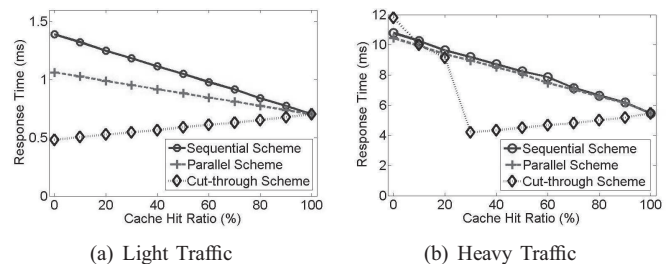 1.5
1
0.5
0
Response Time (ms)
Sequential Scheme
Parallel Scheme
Cut-through Scheme
0 20 40 60 80 100
Cache Hit Ratio (%)
(a) Light Traffic
12
10
8
6
4
2
0
Response Time (ms)
Sequential Scheme
Parallel Scheme
Cut-through Scheme
0 20 40 60 80 100
Cache Hit Ratio (%)
(b) Heavy Traffic